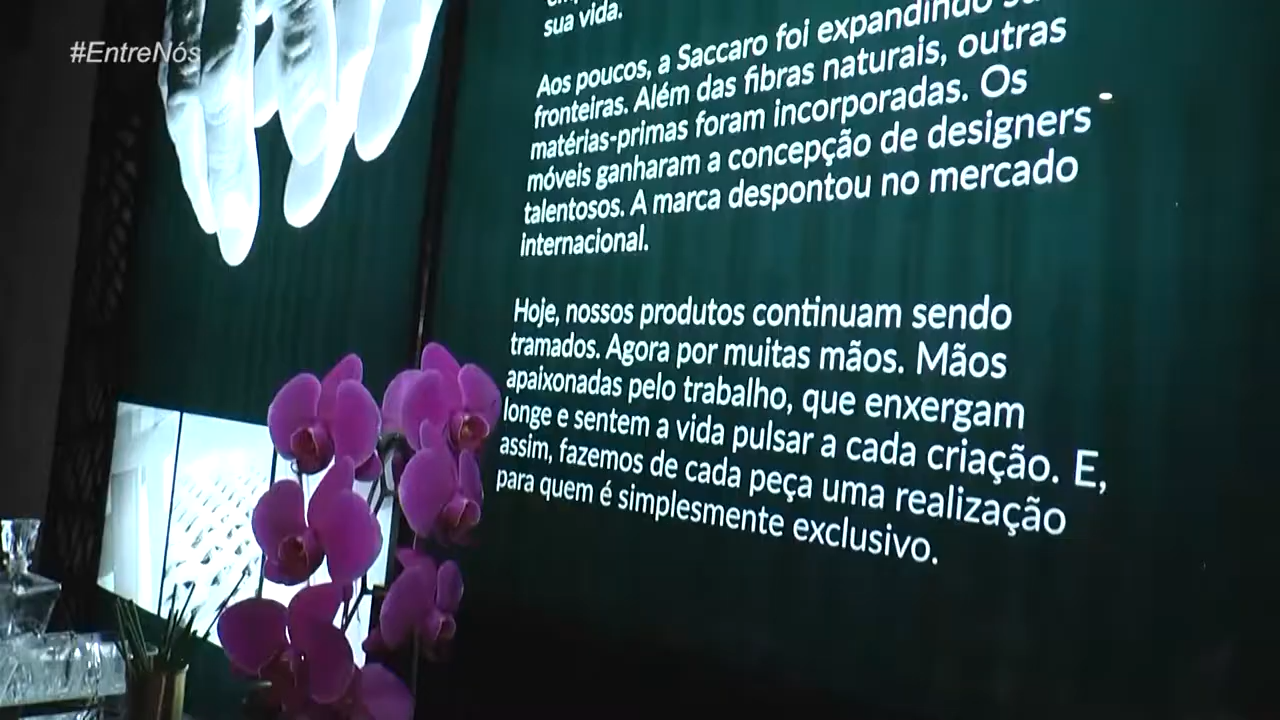 #EntreNós
sua vida.
Aos poucos, a Saccaro foi expandindo
fronteiras. Além das fibras naturais, outras
matérias-primas foram incorporadas. Os
móveis ganharam a concepção de designers
talentosos. A marca despontou no mercado
internacional.
Hoje, nossos produtos continuam sendo
tramados. Agora por muitas mãos. Mãos
apaixonadas pelo trabalho, que enxergam
longe e sentem a vida pulsar a cada criação. E,
assim, fazemos de cada peça uma realização
para quem é simplesmente exclusivo.